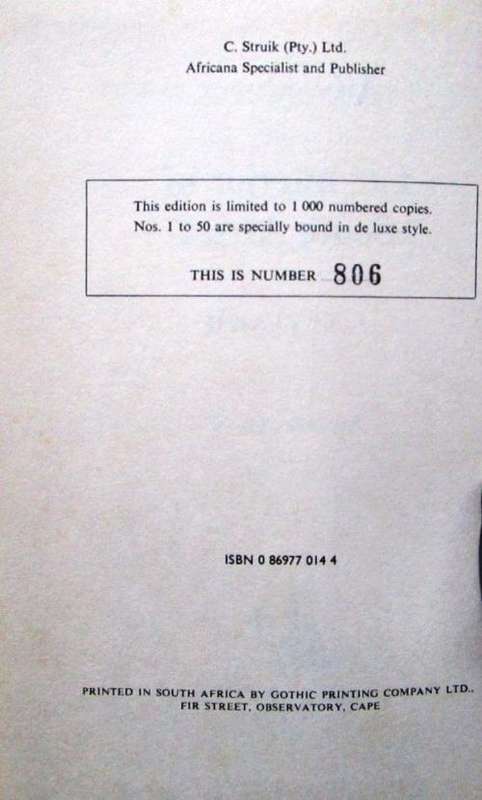 C. Struik (Pty.) Ltd.
Africana Specialist and Publisher
This edition is limited to 1 000 numbered copies.
Nos. 1 to 50 are specially bound in de luxe style.
THIS IS NUMBER 806
ISBN 0 86977 014 4
PRINTED IN SOUTH AFRICA BY GOTHIC PRINTING COMPANY LTD.,
FIR STREET, OBSERVATORY, CAPE